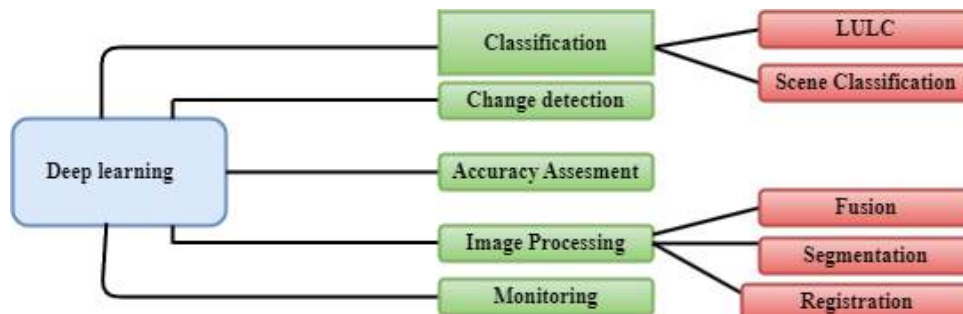 Classification
LULC
Scene Classification
Change detection
Deep learning
Accuracy Assesment
Image Processing
Fusion
Segmentation
Registration
Monitoring